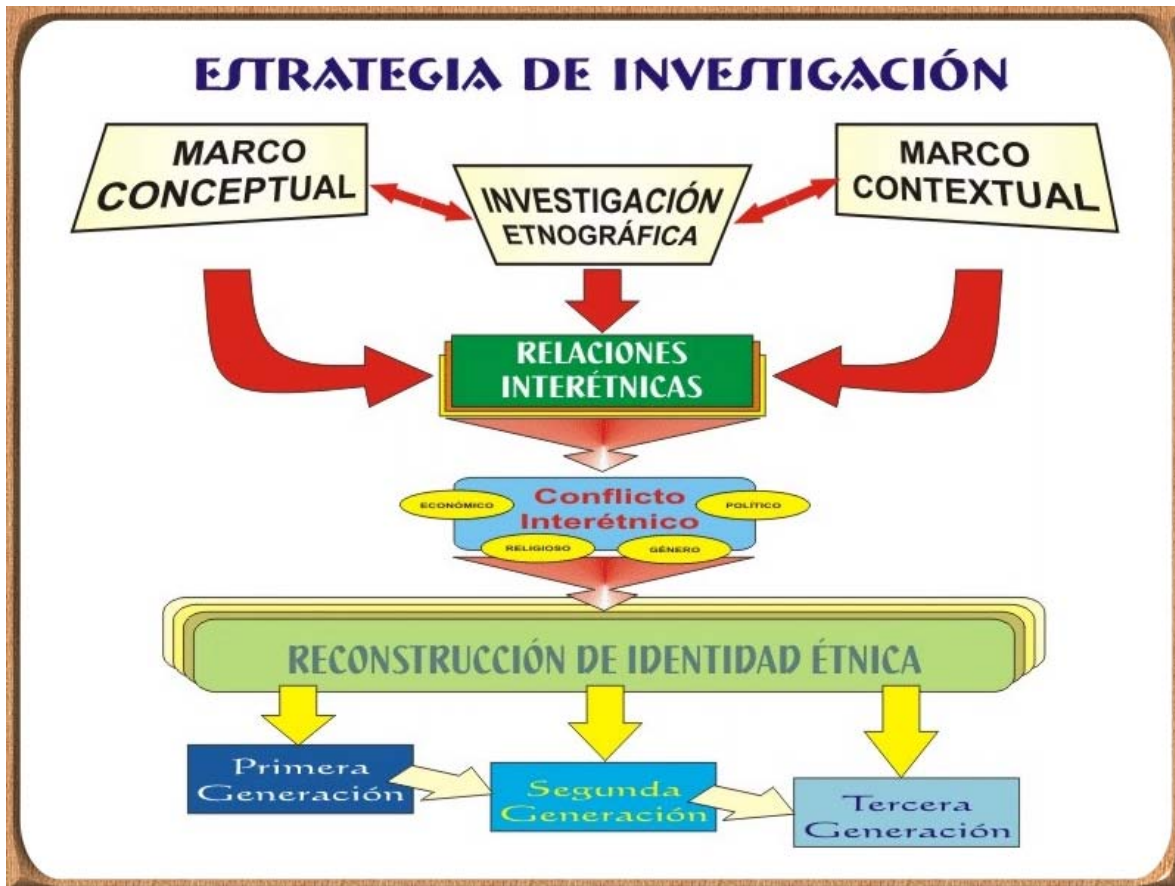 ESTRATEGIA DE INVESTIGACIÓN
MARCO
CONCEPTUAL
INVESTIGACIÓN
ETNOGRÁFICA
MARCO
CONTEXTUAL
RELACIONES
INTERÉTNICAS
ECONÓMICO
Conflicto
Interétnico
POLÍTICO
RELIGIOSO
GÉNERO
RECONSTRUCCIÓN DE IDENTIDAD ÉTNICA
Primera
Generación
Segunda
Generación
Tercera
Generación